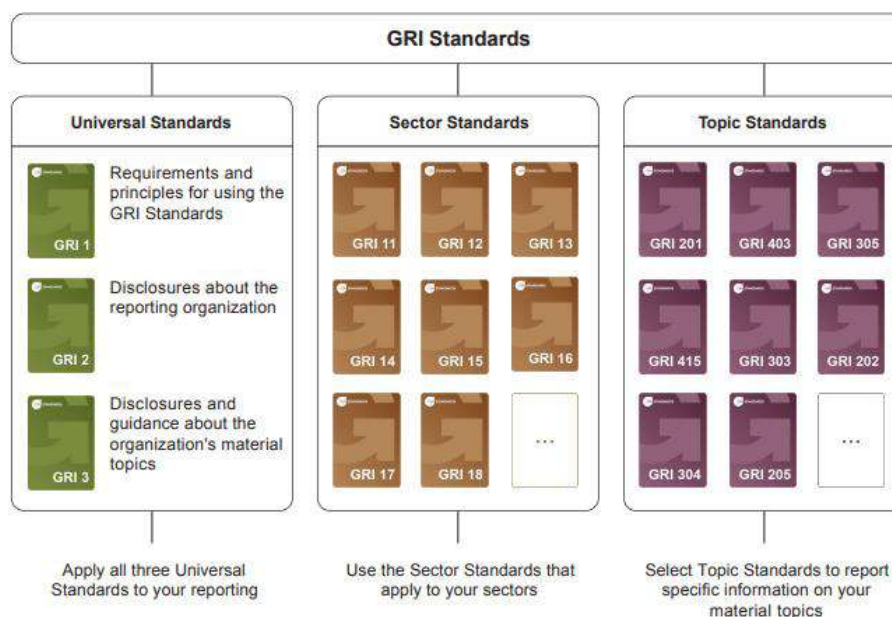 GRI Standards
Universal Standards
GRI 1
Requirements and
principles for using the
GRI Standards
GRI 2
Disclosures about the
reporting organization
GRI 3
Disclosures and
guidance about the
organization's material
topics
Apply all three Universal
Standards to your reporting
Sector Standards
GRI 11
GRI 12
GRI 13
GRI 14
GRI 15
GRI 16
GRI 17
GRI 18
...
Use the Sector Standards that
apply to your sectors
Topic Standards
GRI 201
GRI 403
GRI 305
GRI 415
GRI 303
GRI 202
GRI 304
GRI 205
...
Select Topic Standards to report
specific information on your
material topics